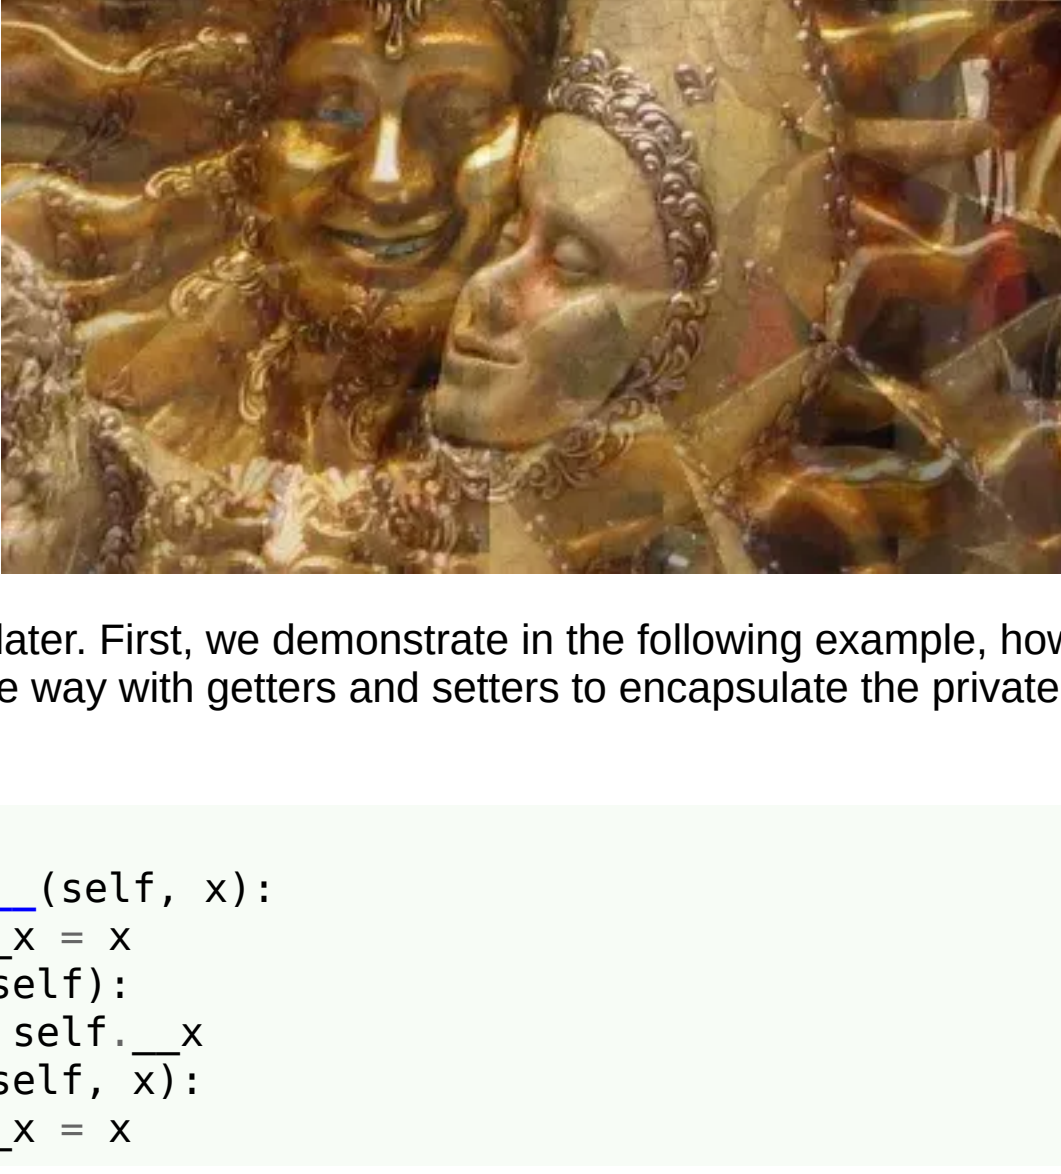 later. First, we demonstrate in the following example, how
e way with getters and setters to encapsulate the private
__(self, x):
_x = x
self):
self.__x
self, x):
_x = x